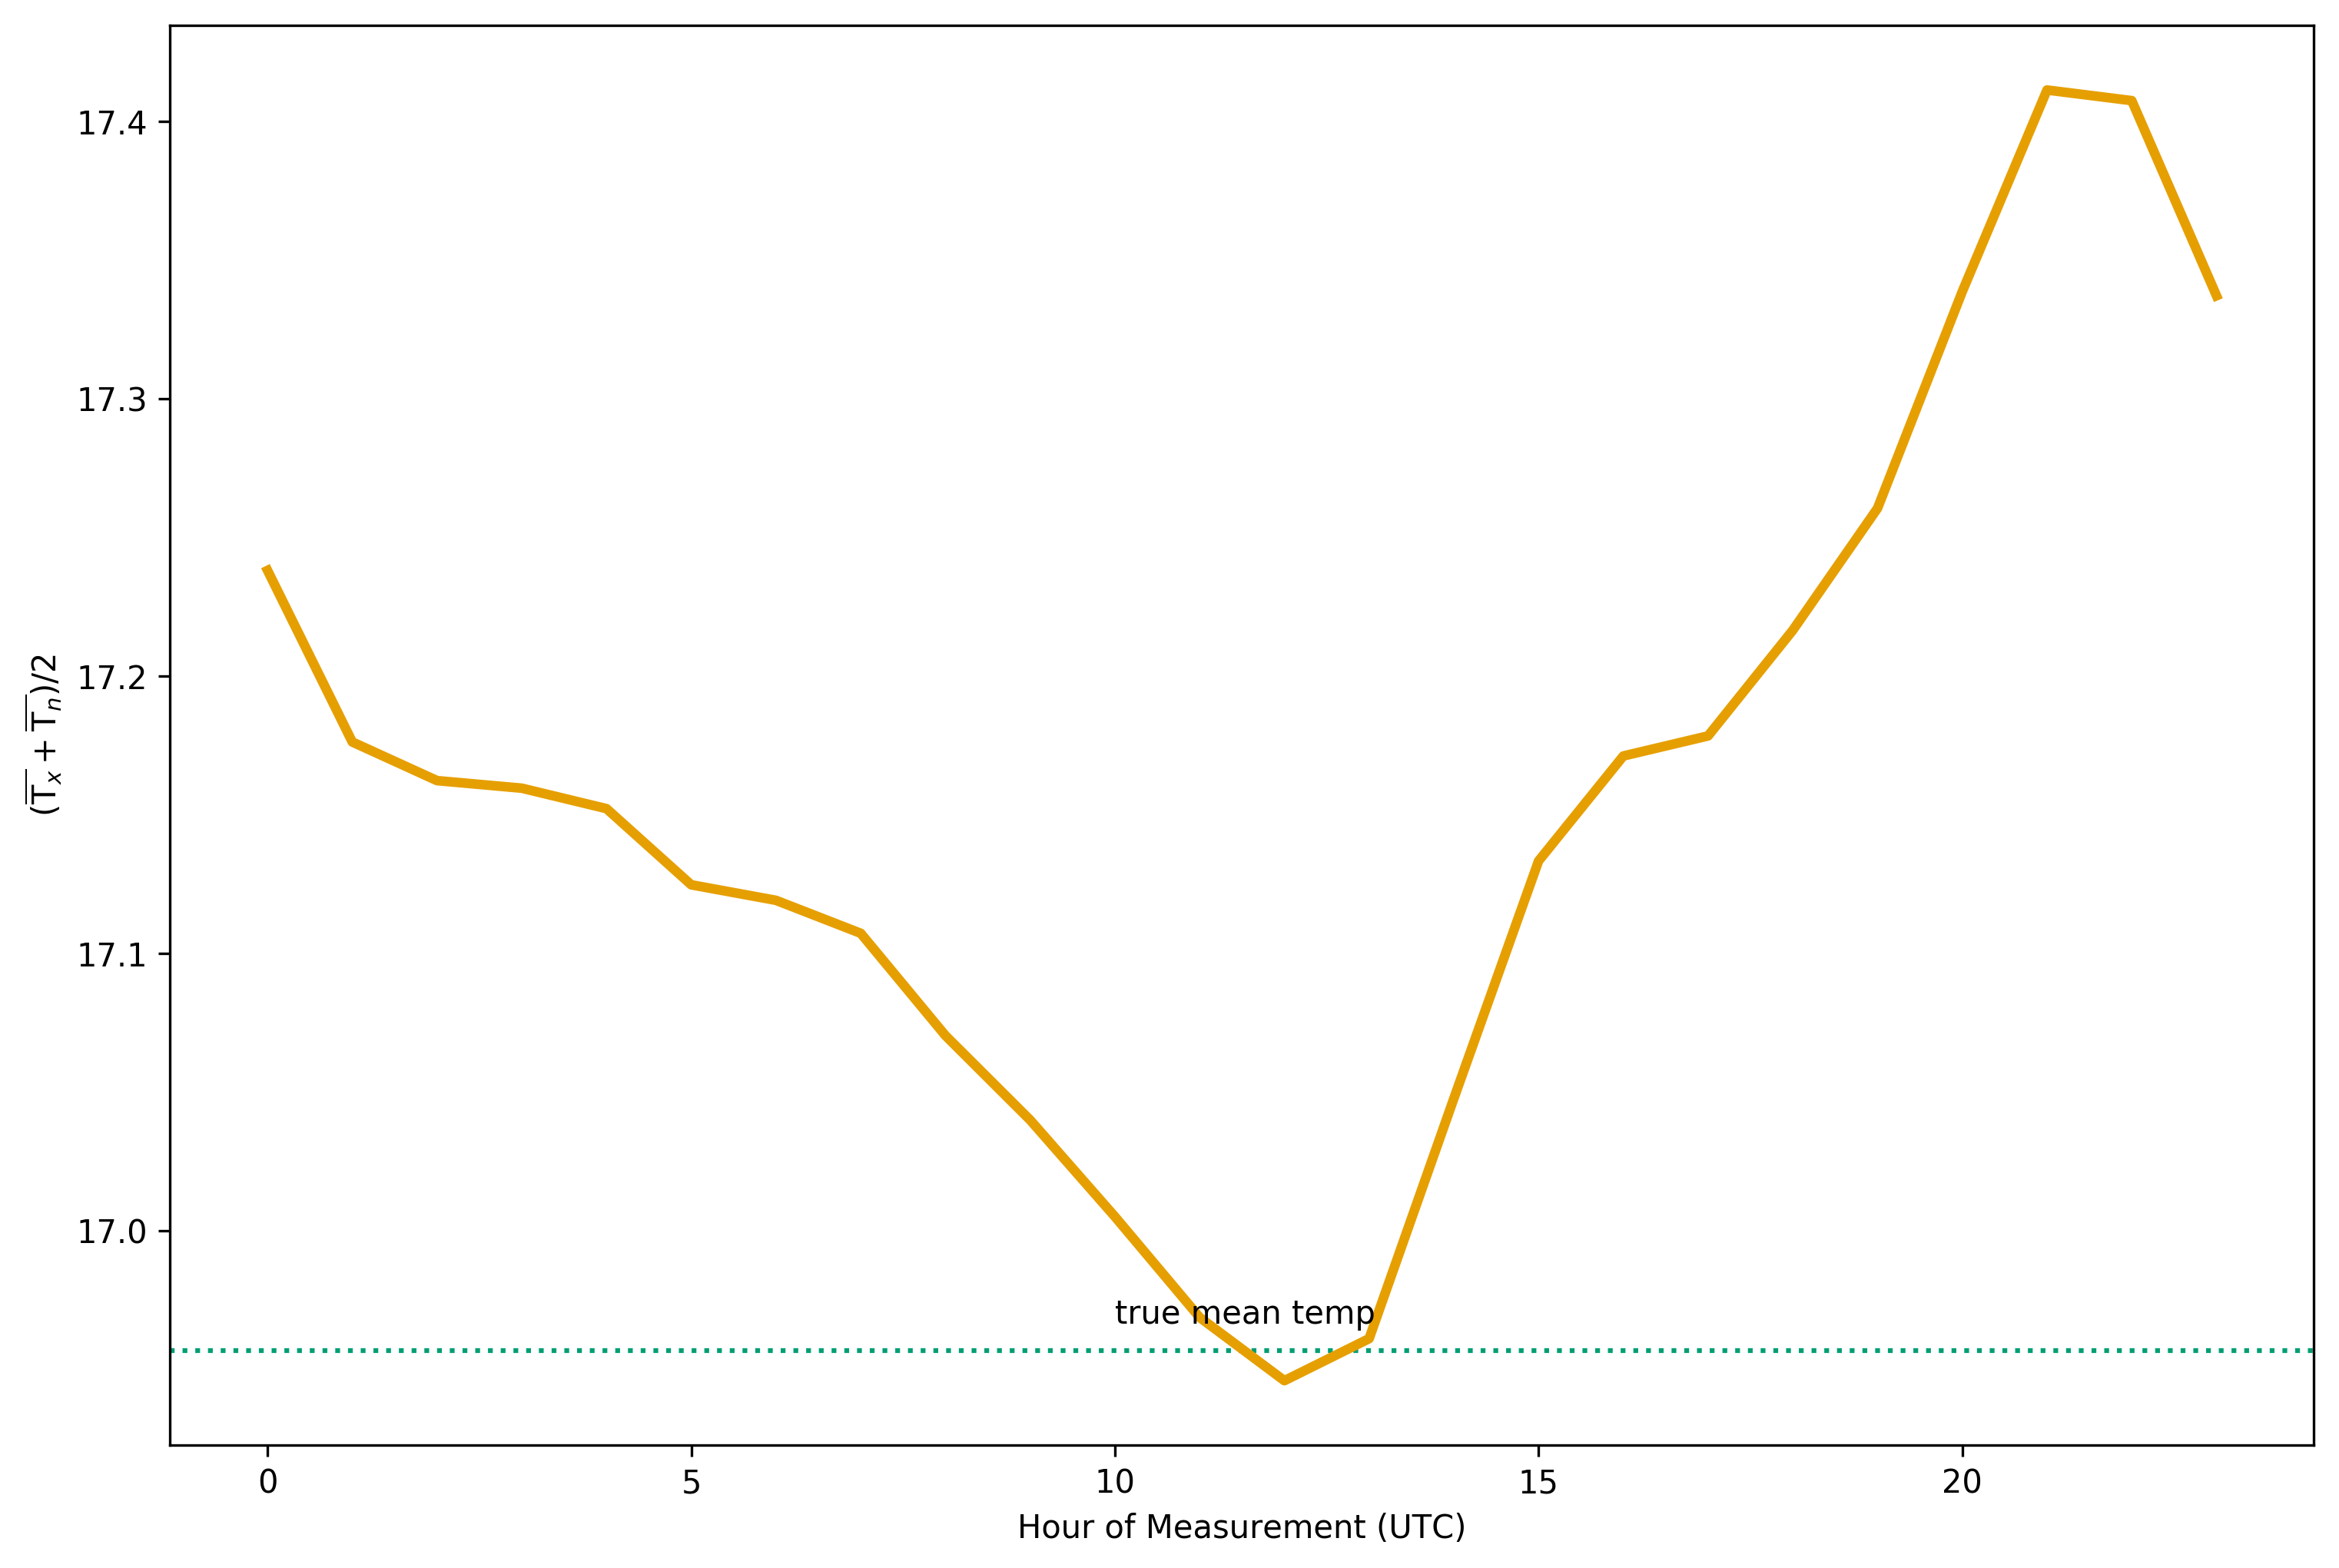 17.4
17.3
17.2
17.1
17.0
(T̅ₓ + T̅ₙ)/2
true mean temp
0 5 10 15 20
Hour of Measurement (UTC)